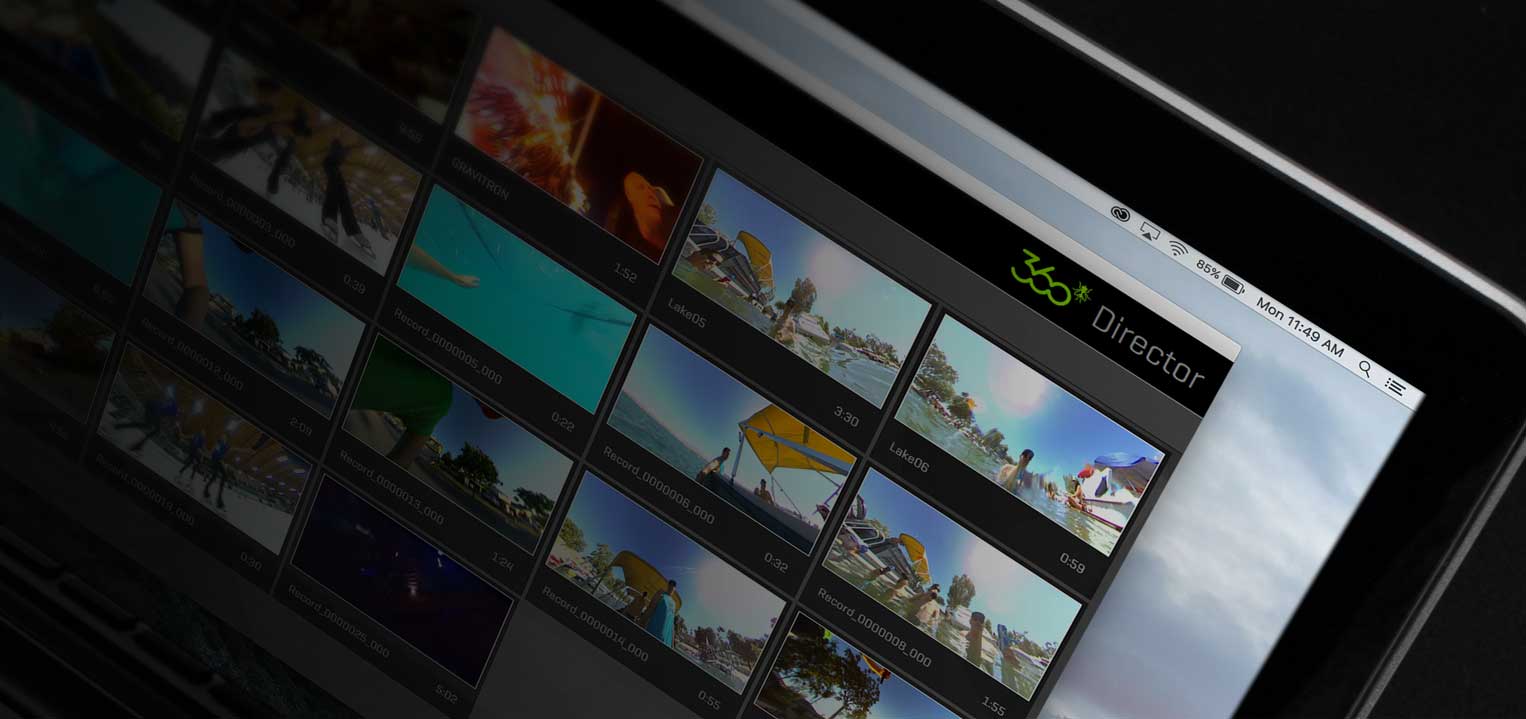 85% Mon 11:49 AM
360° Director
GRAVITRON
1:52
Lake05
3:30
Lake06
0:59
Record_0000003_000
0:39
Record_0000005_000
0:22
Record_0000006_000
0:32
Record_0000008_000
1:55
Record_0000012_000
2:09
Record_0000013_000
1:24
Record_0000014_000
0:55
0:30
5:02